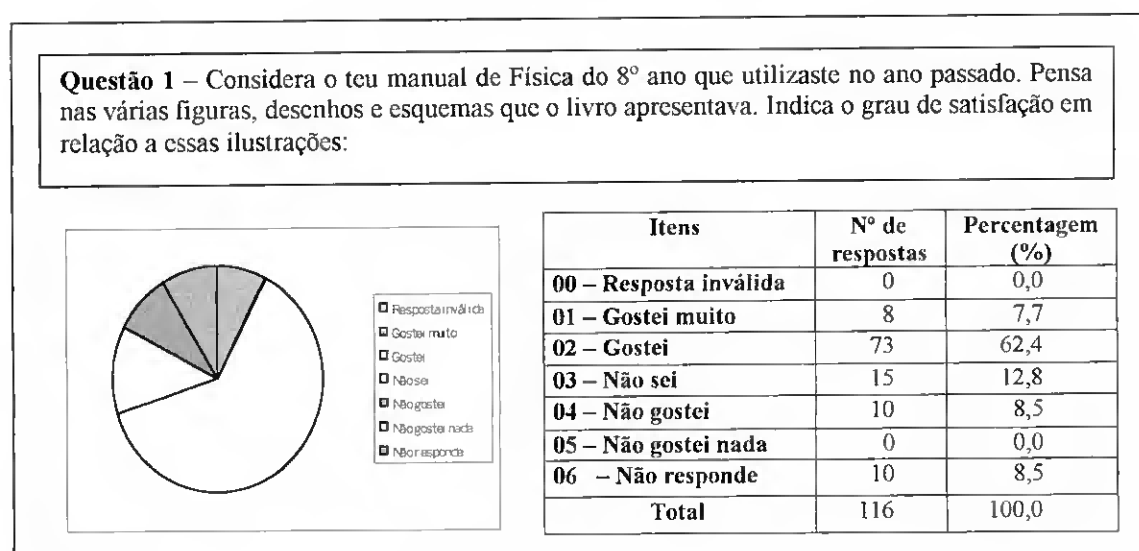 Questão 1 – Considera o teu manual de Física do 8º ano que utilizaste no ano passado. Pensa
nas várias figuras, desenhos e esquemas que o livro apresentava. Indica o grau de satisfação em
relação a essas ilustrações:
Resposta inválida
Gostei muito
Gostei
Não sei
Não gostei
Não gostei nada
Não responde
Itens Nº de respostas Percentagem (%)
00 – Resposta inválida 0 0,0
01 – Gostei muito 8 7,7
02 – Gostei 73 62,4
03 – Não sei 15 12,8
04 – Não gostei 10 8,5
05 – Não gostei nada 0 0,0
06 – Não responde 10 8,5
Total 116 100,0